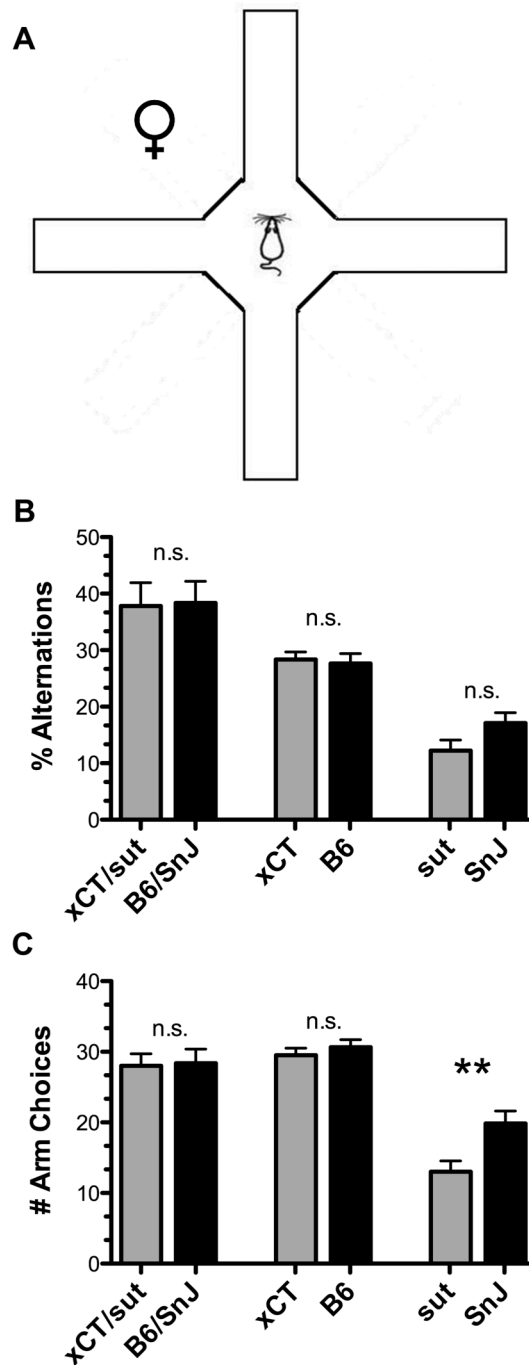 A
♀
B
% Alternations
50
40
30
20
10
0
n.s.
n.s.
n.s.
xCT/sut
B6/SnJ
xCT
B6
sut
SnJ
C
# Arm Choices
40
30
20
10
0
n.s.
n.s.
**
xCT/sut
B6/SnJ
xCT
B6
sut
SnJ